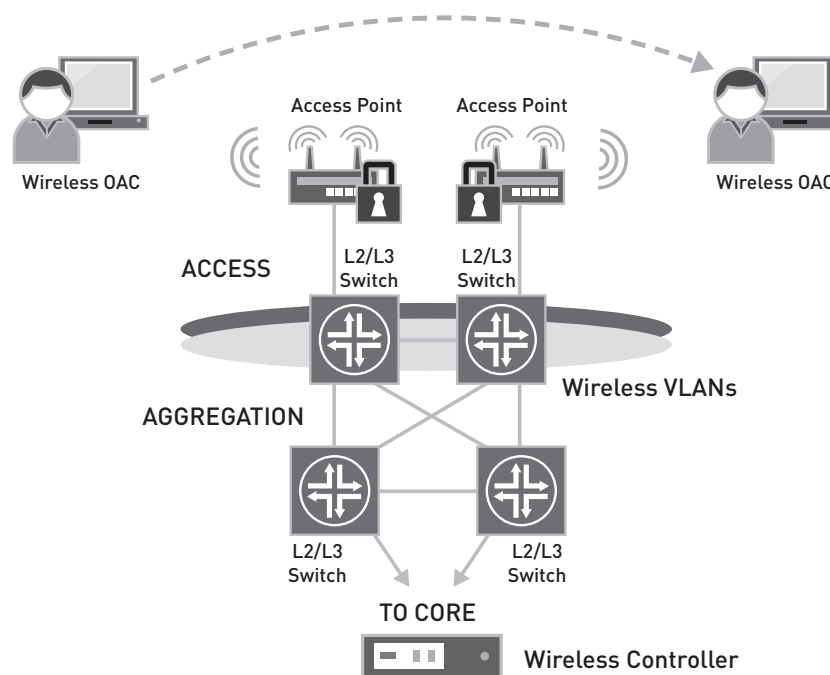 Access Point
Access Point
Wireless OAC
Wireless OAC
ACCESS
L2/L3
Switch
L2/L3
Switch
Wireless VLANs
AGGREGATION
L2/L3
Switch
L2/L3
Switch
TO CORE
Wireless Controller